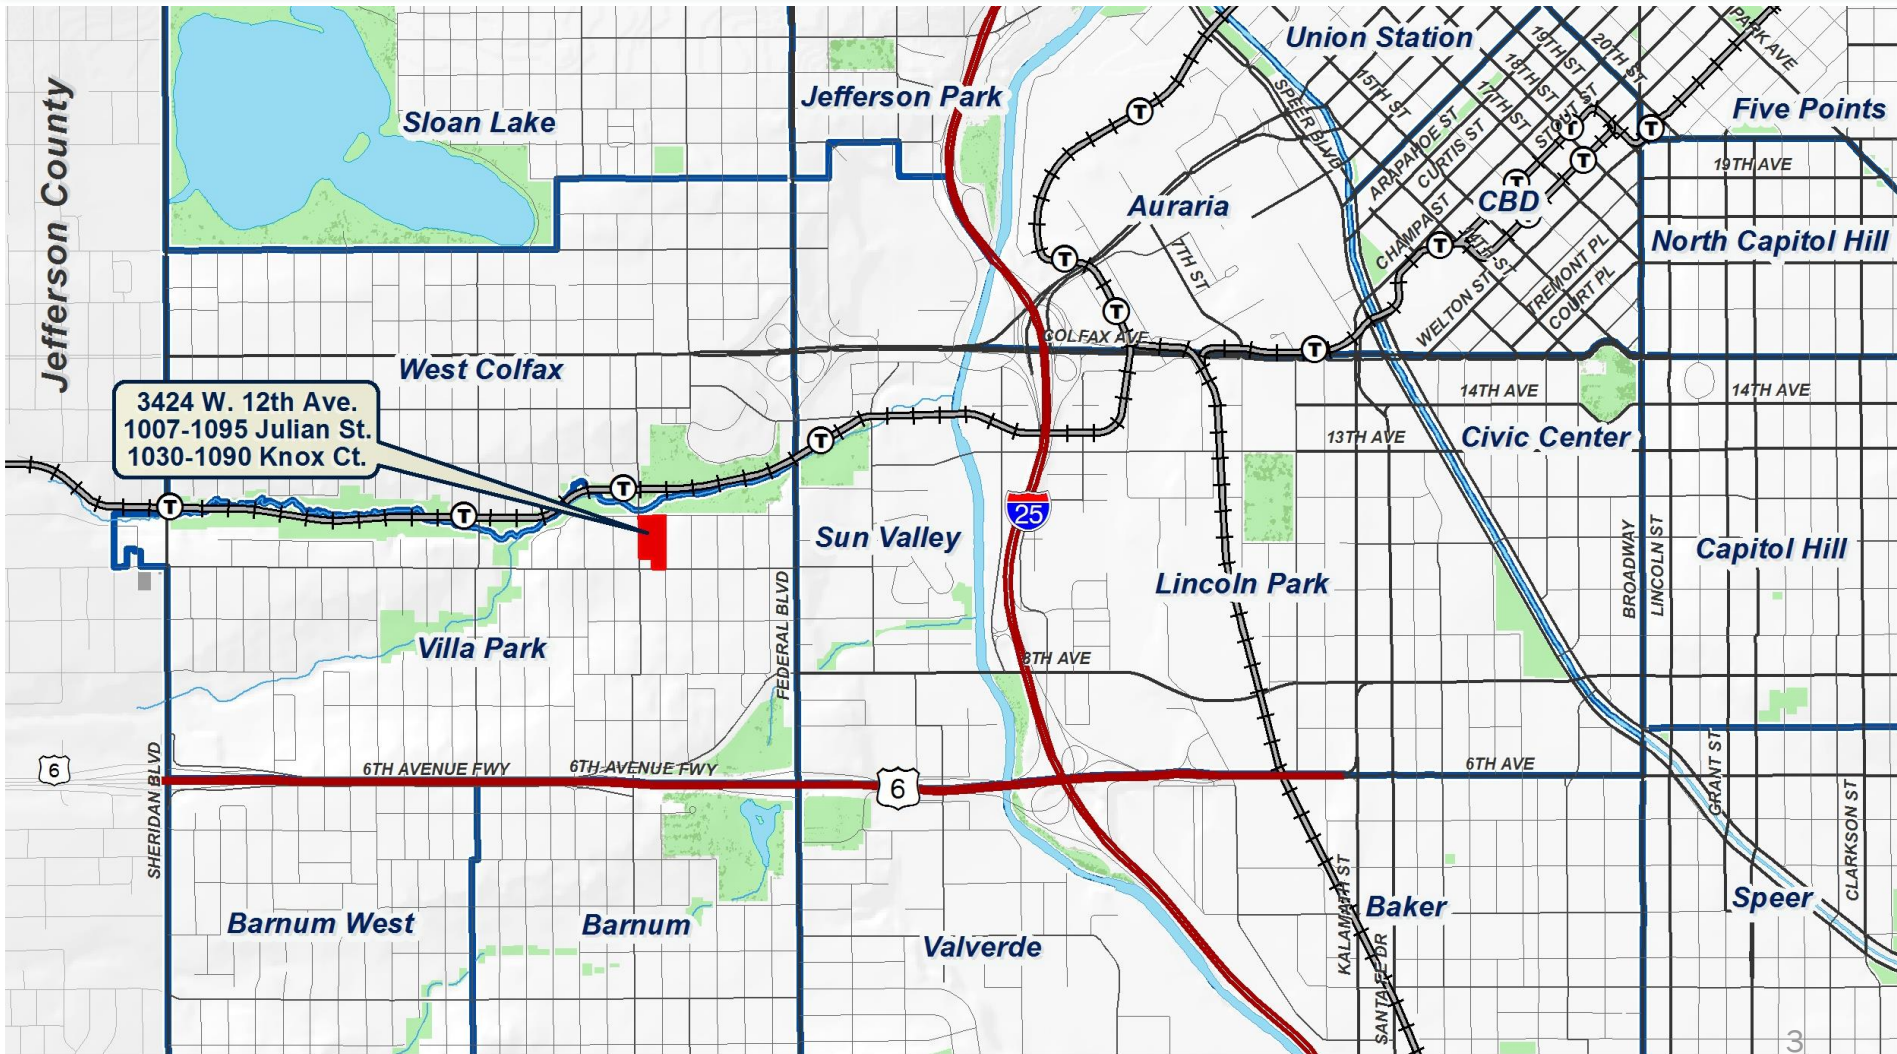 Jefferson County
Sloan Lake
Jefferson Park
Union Station
Five Points
Auraria
CBD
North Capitol Hill
West Colfax
3424 W. 12th Ave.
1007-1095 Julian St.
1030-1090 Knox Ct.
Civic Center
Sun Valley
Lincoln Park
Capitol Hill
Villa Park
Barnum West
Barnum
Valverde
Baker
Speer
PARK AVE
20TH ST
19TH ST
18TH ST
17TH ST
15TH ST
14TH ST
STOUT ST
SPEER BLVD
ARAPAHOE ST
CURTIS ST
CHAMPA ST
WELTON ST
TREMONT PL
COURT PL
7TH ST
19TH AVE
COLFAX AVE
14TH AVE
14TH AVE
13TH AVE
25
BROADWAY
LINCOLN ST
FEDERAL BLVD
8TH AVE
SHERIDAN BLVD
6TH AVENUE FWY
6TH AVENUE FWY
6TH AVE
6
6
GRANT ST
CLARKSON ST
KALAMATH ST
SANTA FE DR
T
T
T
T
T
T
T
T
T
T
T
T
T
3